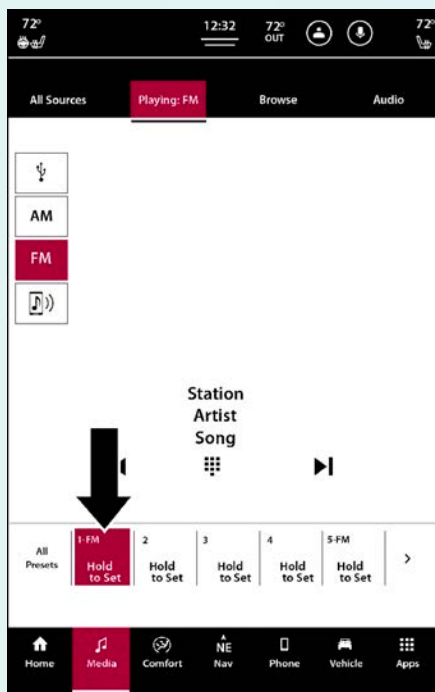 72° 12:32 72° 72°
OUT
All Sources Playing: FM Browse Audio
AM
FM
Station
Artist
Song
1-FM 2 3 4 5-FM
All Presets
Hold to Set Hold to Set Hold to Set Hold to Set Hold to Set
NE
Home Media Comfort Nav Phone Vehicle Apps